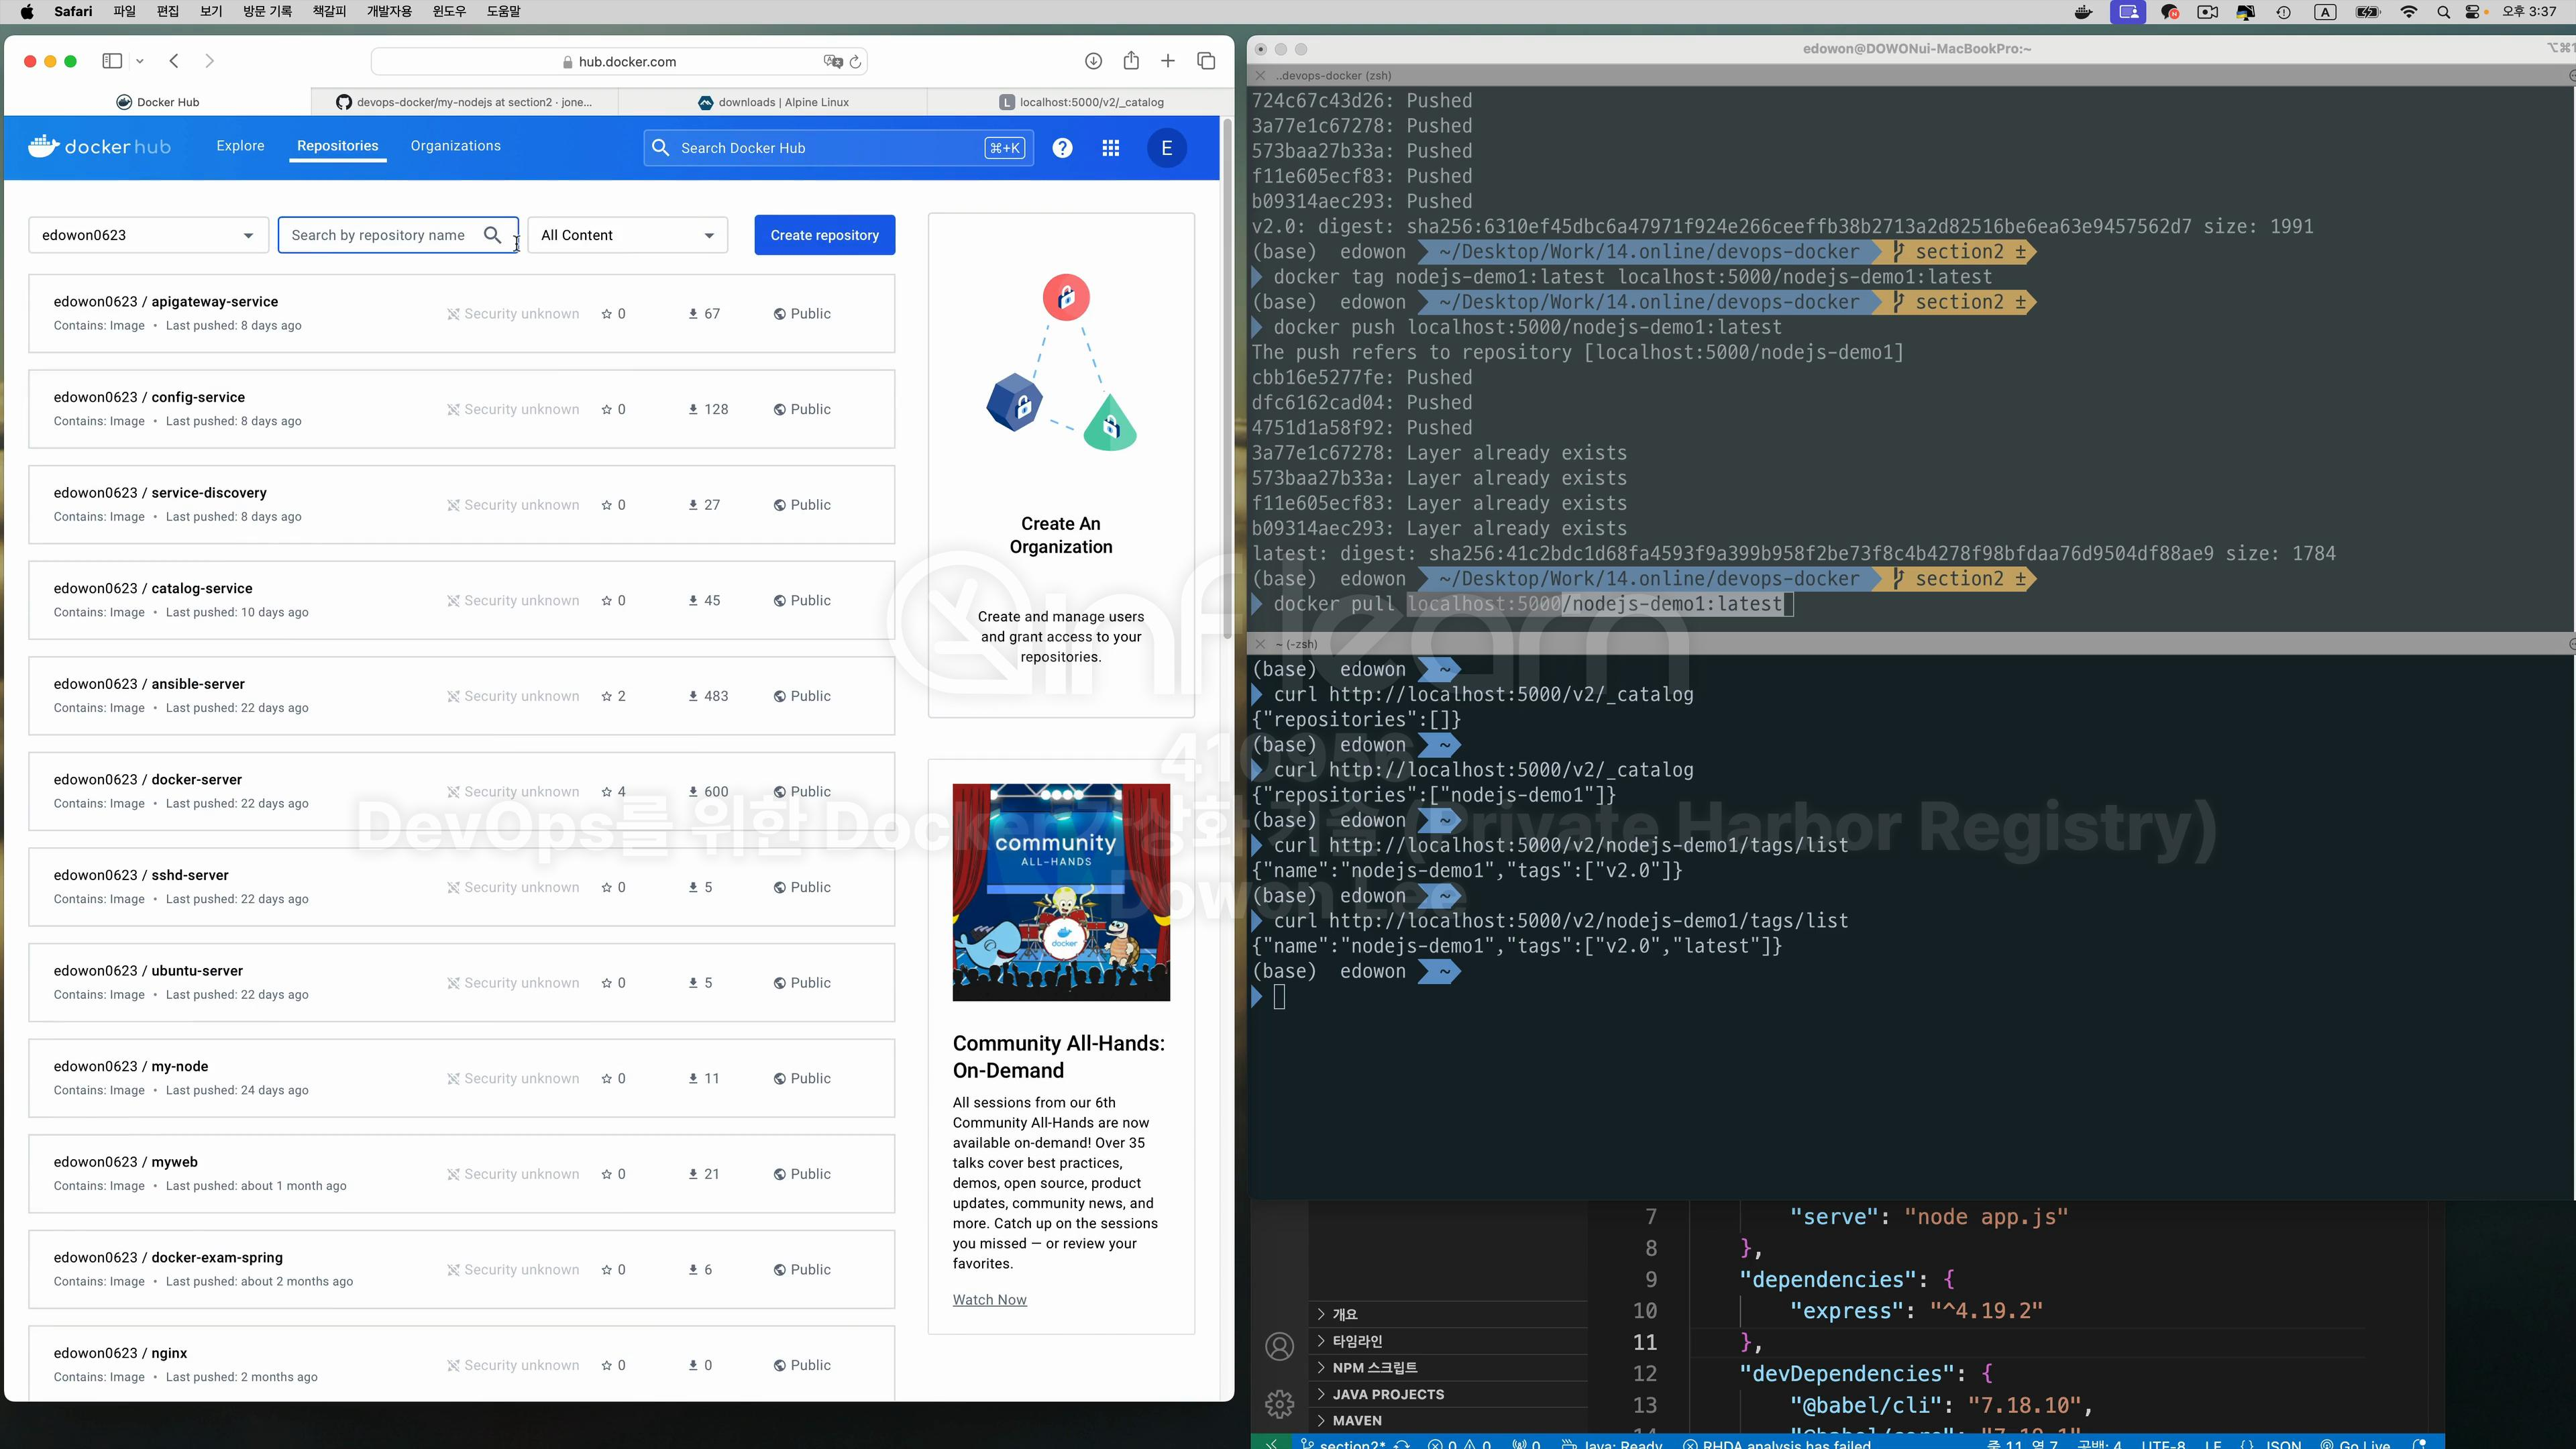 Safari 파일 편집 보기 방문 기록 책갈피 개발자용 윈도우 도움말
오후 3:37
hub.docker.com
Docker Hub
devops-docker/my-nodejs at section2 · jone...
downloads | Alpine Linux
L localhost:5000/v2/_catalog
docker hub
Explore
Repositories
Organizations
Search Docker Hub
⌘+K
E
edowon0623
Search by repository name
All Content
Create repository
edowon0623 / apigateway-service
Contains: Image • Last pushed: 8 days ago
Security unknown 0 67 Public
edowon0623 / config-service
Contains: Image • Last pushed: 8 days ago
Security unknown 0 128 Public
edowon0623 / service-discovery
Contains: Image • Last pushed: 8 days ago
Security unknown 0 27 Public
edowon0623 / catalog-service
Contains: Image • Last pushed: 10 days ago
Security unknown 0 45 Public
edowon0623 / ansible-server
Contains: Image • Last pushed: 22 days ago
Security unknown 2 483 Public
edowon0623 / docker-server
Contains: Image • Last pushed: 22 days ago
Security unknown 4 600 Public
edowon0623 / sshd-server
Contains: Image • Last pushed: 22 days ago
Security unknown 0 5 Public
edowon0623 / ubuntu-server
Contains: Image • Last pushed: 22 days ago
Security unknown 0 5 Public
edowon0623 / my-node
Contains: Image • Last pushed: 24 days ago
Security unknown 0 11 Public
edowon0623 / myweb
Contains: Image • Last pushed: about 1 month ago
Security unknown 0 21 Public
edowon0623 / docker-exam-spring
Contains: Image • Last pushed: about 2 months ago
Security unknown 0 6 Public
edowon0623 / nginx
Contains: Image • Last pushed: 2 months ago
Security unknown 0 0 Public
Create An
Organization
Create and manage users
and grant access to your
repositories.
community
ALL-HANDS
docker
Community All-Hands:
On-Demand
All sessions from our 6th
Community All-Hands are now
available on-demand! Over 35
talks cover best practices,
demos, open source, product
updates, community news, and
more. Catch up on the sessions
you missed — or review your
favorites.
Watch Now
edowon@DOWONui-MacBookPro:~
..devops-docker (zsh)
724c67c43d26: Pushed
3a77e1c67278: Pushed
573baa27b33a: Pushed
f11e605ecf83: Pushed
b09314aec293: Pushed
v2.0: digest: sha256:6310ef45dbc6a47971f924e266ceeffb38b2713a2d82516be6ea63e9457562d7 size: 1991
(base) edowon ~/Desktop/Work/14.online/devops-docker section2 ±
docker tag nodejs-demo1:latest localhost:5000/nodejs-demo1:latest
(base) edowon ~/Desktop/Work/14.online/devops-docker section2 ±
docker push localhost:5000/nodejs-demo1:latest
The push refers to repository [localhost:5000/nodejs-demo1]
cbb16e5277fe: Pushed
dfc6162cad04: Pushed
4751d1a58f92: Pushed
3a77e1c67278: Layer already exists
573baa27b33a: Layer already exists
f11e605ecf83: Layer already exists
b09314aec293: Layer already exists
latest: digest: sha256:41c2bdc1d68fa4593f9a399b958f2be73f8c4b4278f98bfdaa76d9504df88ae9 size: 1784
(base) edowon ~/Desktop/Work/14.online/devops-docker section2 ±
docker pull localhost:5000/nodejs-demo1:latest
~ (-zsh)
(base) edowon ~
curl http://localhost:5000/v2/_catalog
{"repositories":[]}
(base) edowon ~
curl http://localhost:5000/v2/_catalog
{"repositories":["nodejs-demo1"]}
(base) edowon ~
curl http://localhost:5000/v2/nodejs-demo1/tags/list
{"name":"nodejs-demo1","tags":["v2.0"]}
(base) edowon ~
curl http://localhost:5000/v2/nodejs-demo1/tags/list
{"name":"nodejs-demo1","tags":["v2.0","latest"]}
(base) edowon ~
inflearn
410956
DevOps를 위한 Docker 가상화 기술 (Private Harbor Registry)
Dowon Lee
개요
타임라인
NPM 스크립트
JAVA PROJECTS
MAVEN
7 "serve": "node app.js"
8 },
9 "dependencies": {
10 "express": "^4.19.2"
11 },
12 "devDependencies": {
13 "@babel/cli": "7.18.10",
section2* 0 0 0 Java: Ready RHDA analysis has failed 줄 11, 열 7 공백: 4 UTF-8 LF {} JSON Go Live